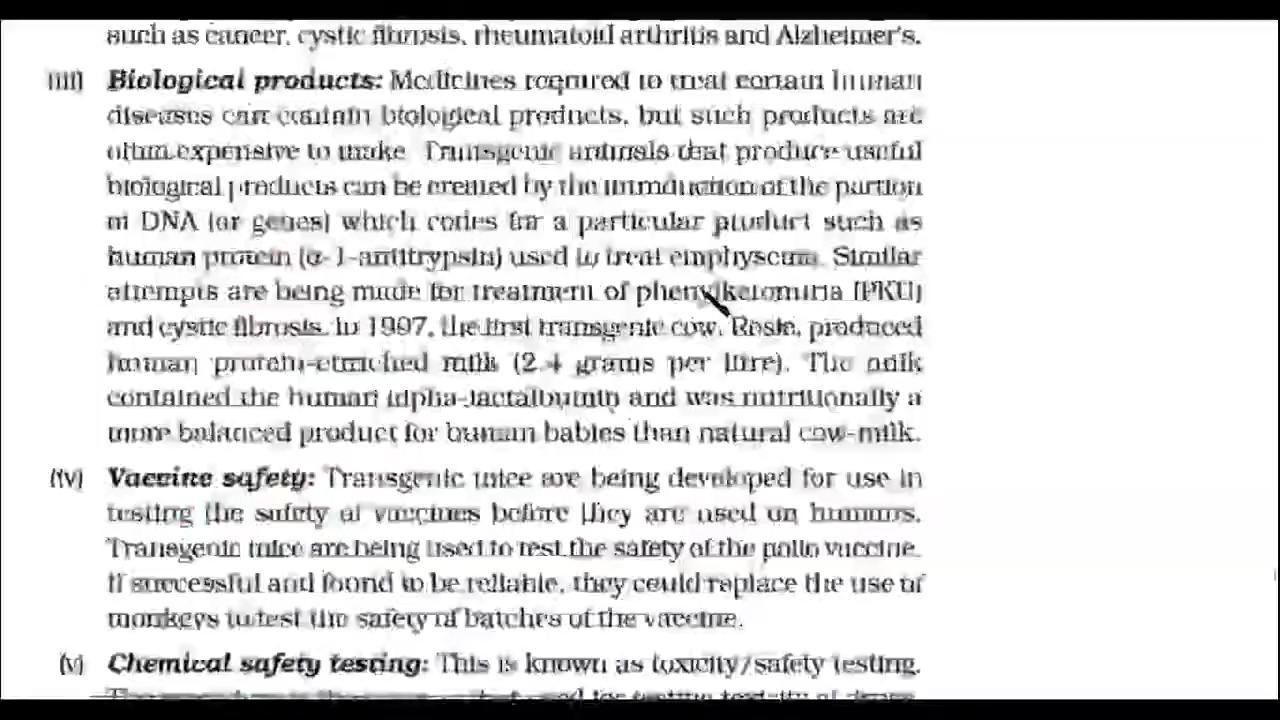 such as cancer, cystic fibrosis, rheumatoid arthritis and Alzheimer's.
(iii) Biological products: Medicines required to treat certain human
diseases can contain biological products, but such products are
often expensive to make. Transgenic animals that produce useful
biological products can be created by the introduction of the portion
of DNA (or genes) which codes for a particular product such as
human protein (α-1-antitrypsin) used to treat emphysema. Similar
attempts are being made for treatment of phenylketonuria (PKU)
and cystic fibrosis. In 1997, the first transgenic cow, Rosie, produced
human protein-enriched milk (2.4 grams per litre). The milk
contained the human alpha-lactalbumin and was nutritionally a
more balanced product for human babies than natural cow-milk.
(iv) Vaccine safety: Transgenic mice are being developed for use in
testing the safety of vaccines before they are used on humans.
Transgenic mice are being used to test the safety of the polio vaccine.
If successful and found to be reliable, they could replace the use of
monkeys to test the safety of batches of the vaccine.
(v) Chemical safety testing: This is known as toxicity/safety testing.